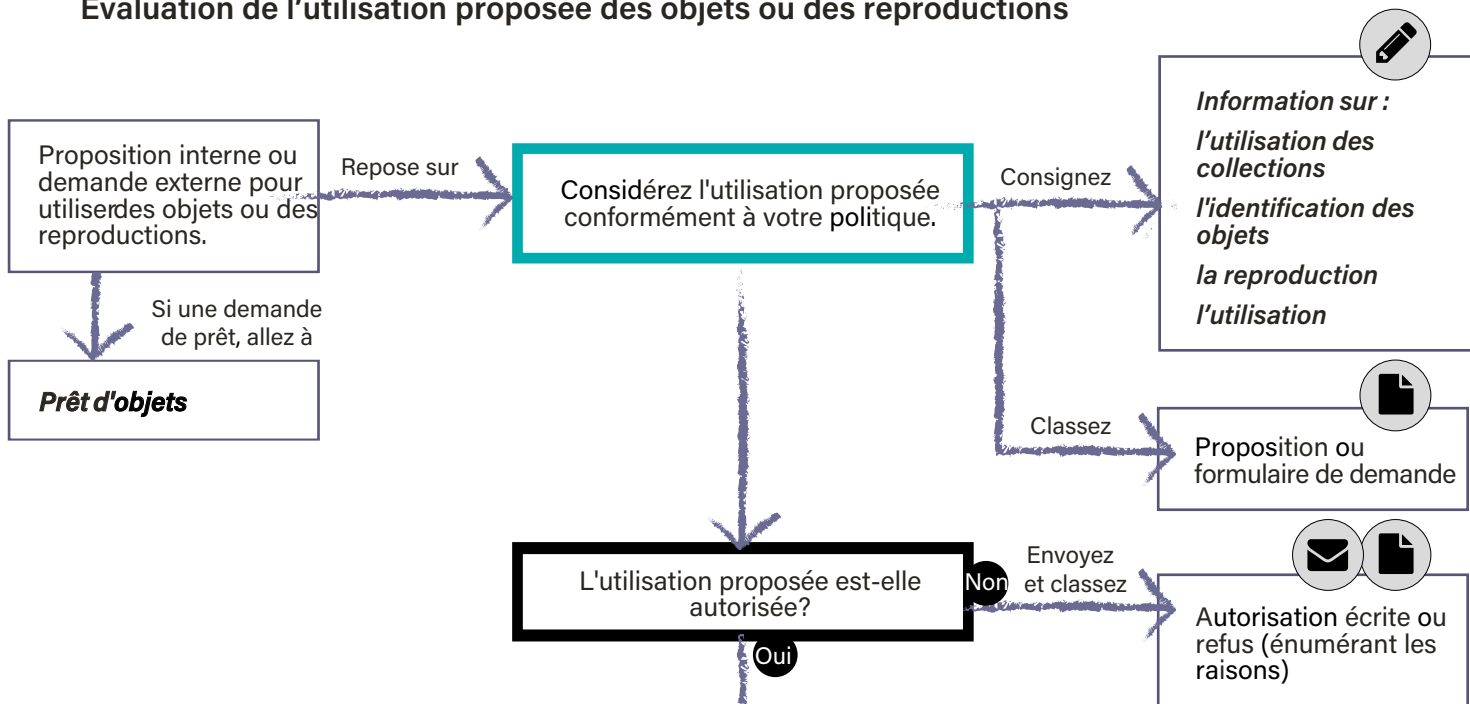 Évaluation de l’utilisation proposée des objets ou des reproductions
Proposition interne ou
demande externe pour
utiliserdes objets ou des
reproductions.
Repose sur
Considérez l'utilisation proposée
conformément à votre politique.
Consignez
Information sur :
l’utilisation des
collections
l'identification des
objets
la reproduction
l’utilisation
Si une demande
de prêt, allez à
Prêt d'objets
Classez
Proposition ou
formulaire de demande
L'utilisation proposée est-elle
autorisée?
Non
Envoyez
et classez
Autorisation écrite ou
refus (énumérant les
raisons)
Oui